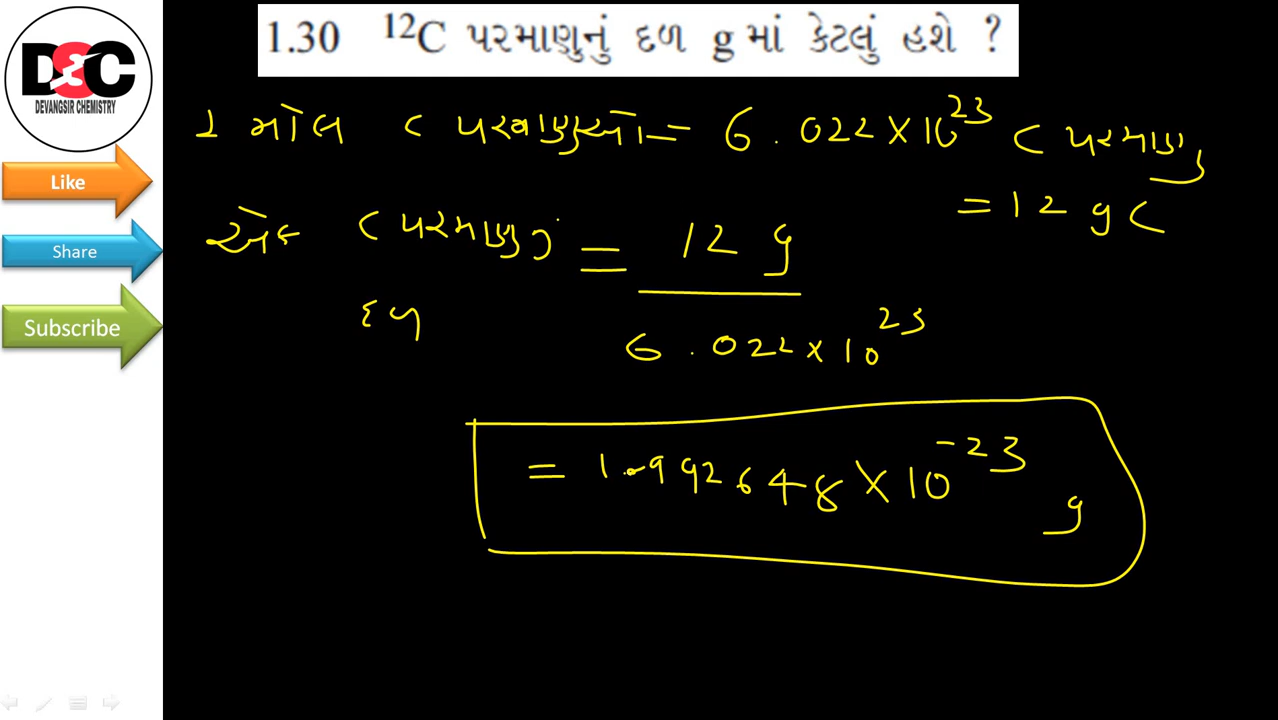 DEC
DEVANGSIR CHEMISTRY
Like
Share
Subscribe
1.30 ¹²C પરમાણુનું દળ g માં કેટલું હશે ?
1 મોલ C = 6.022 × 10²³ C પરમાણુ
= 12 g C
એક C પરમાણુ = 12 g
દળ 6.022 × 10²³
= 1.992648 × 10⁻²³ g